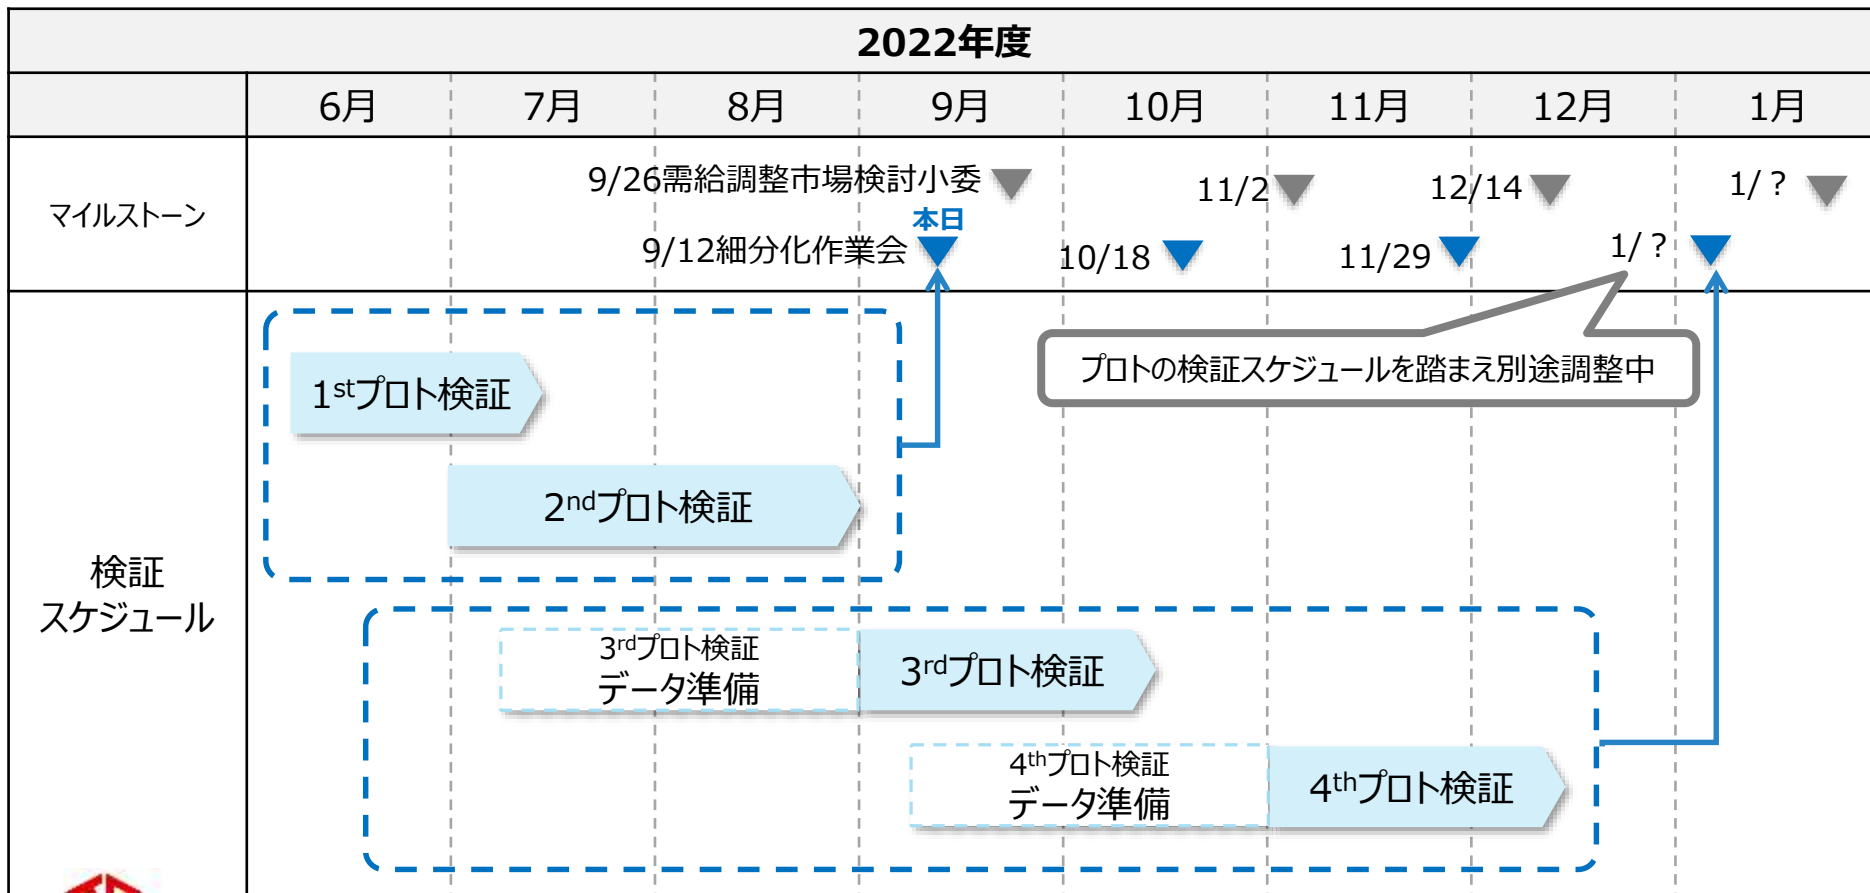 2022年度
6月 7月 8月 9月 10月 11月 12月 1月
マイルストーン
9/26需給調整市場検討小委 11/2 12/14 1/？
本日
9/12細分化作業会 10/18 11/29 1/？
プロトの検証スケジュールを踏まえ別途調整中
1stプロト検証
2ndプロト検証
検証
スケジュール
3rdプロト検証
データ準備
3rdプロト検証
4thプロト検証
データ準備
4thプロト検証